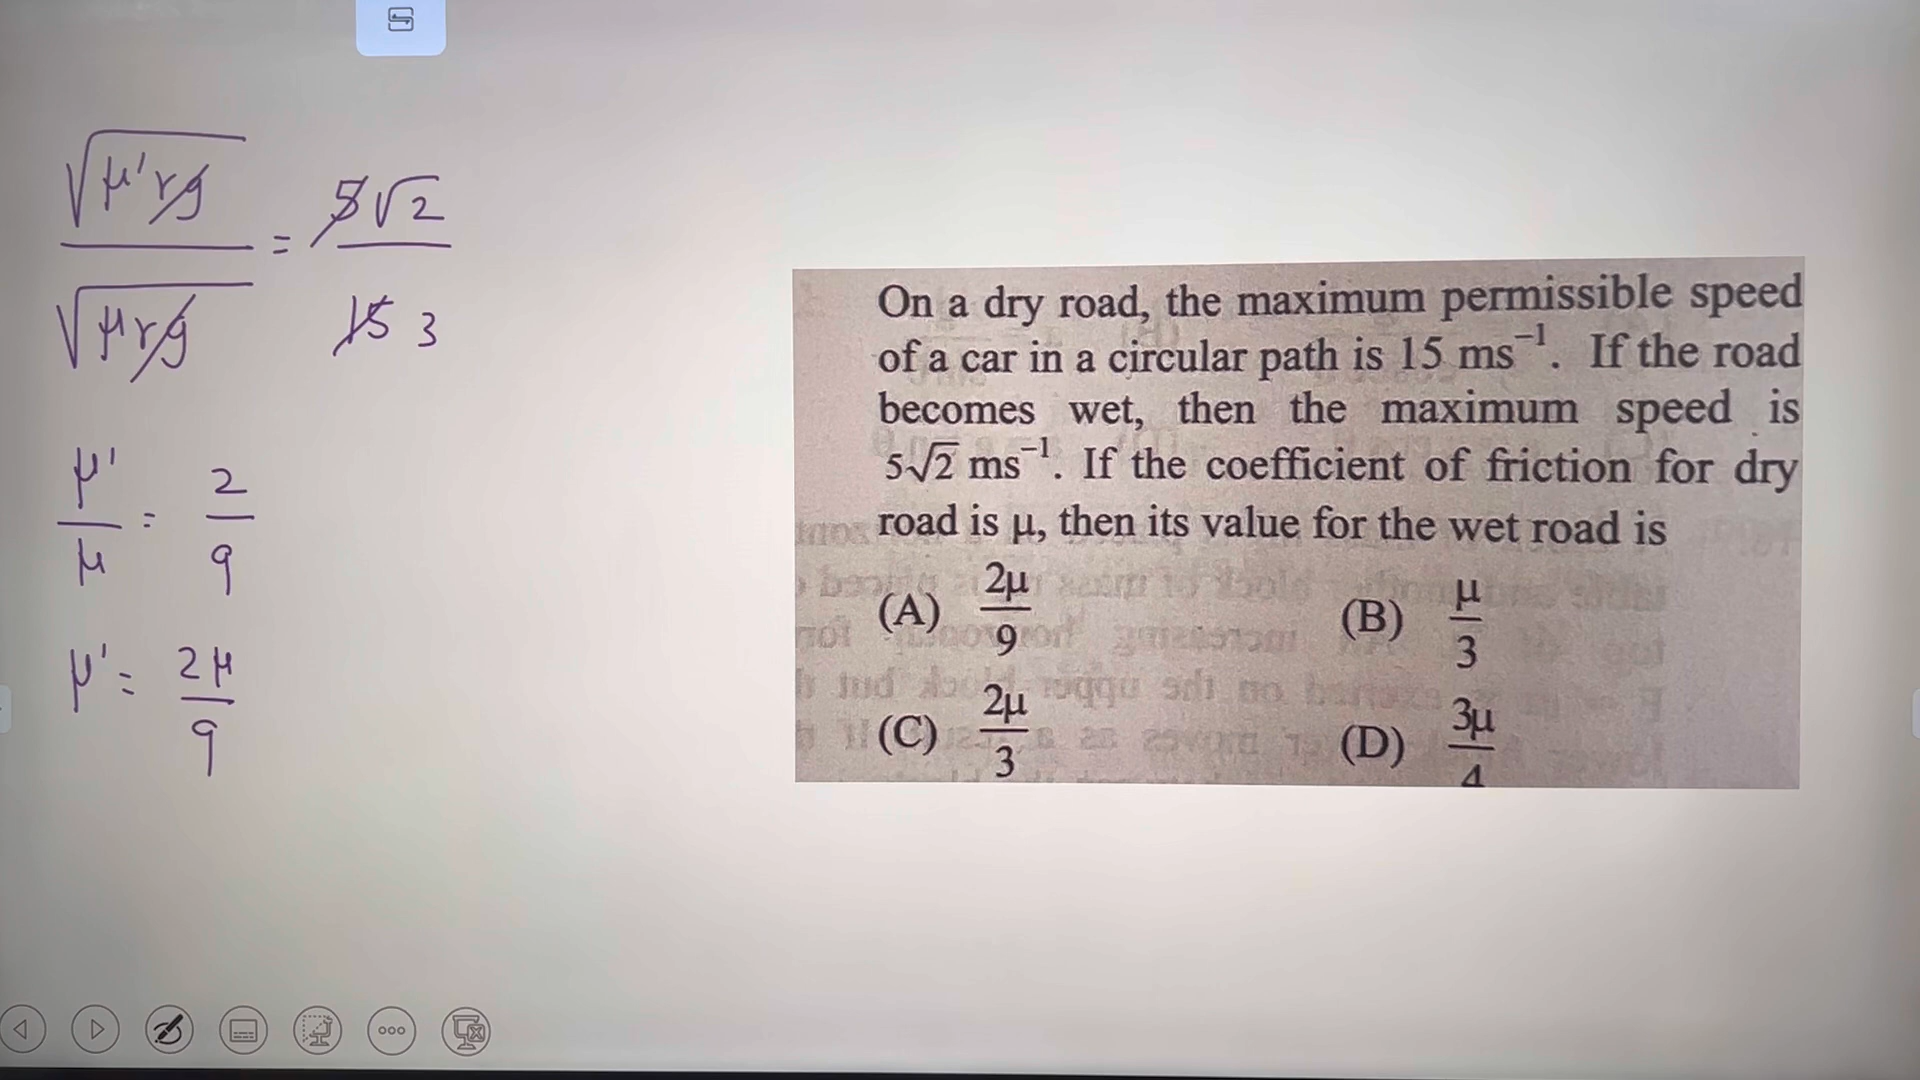 √μ'rg / √μrg = 5√2 / 15 3
μ'/μ = 2/9
μ' = 2μ/9
On a dry road, the maximum permissible speed
of a car in a circular path is 15 ms⁻¹. If the road
becomes wet, then the maximum speed is
5√2 ms⁻¹. If the coefficient of friction for dry
road is μ, then its value for the wet road is
(A) 2μ/9 (B) μ/3
(C) 2μ/3 (D) 3μ/4